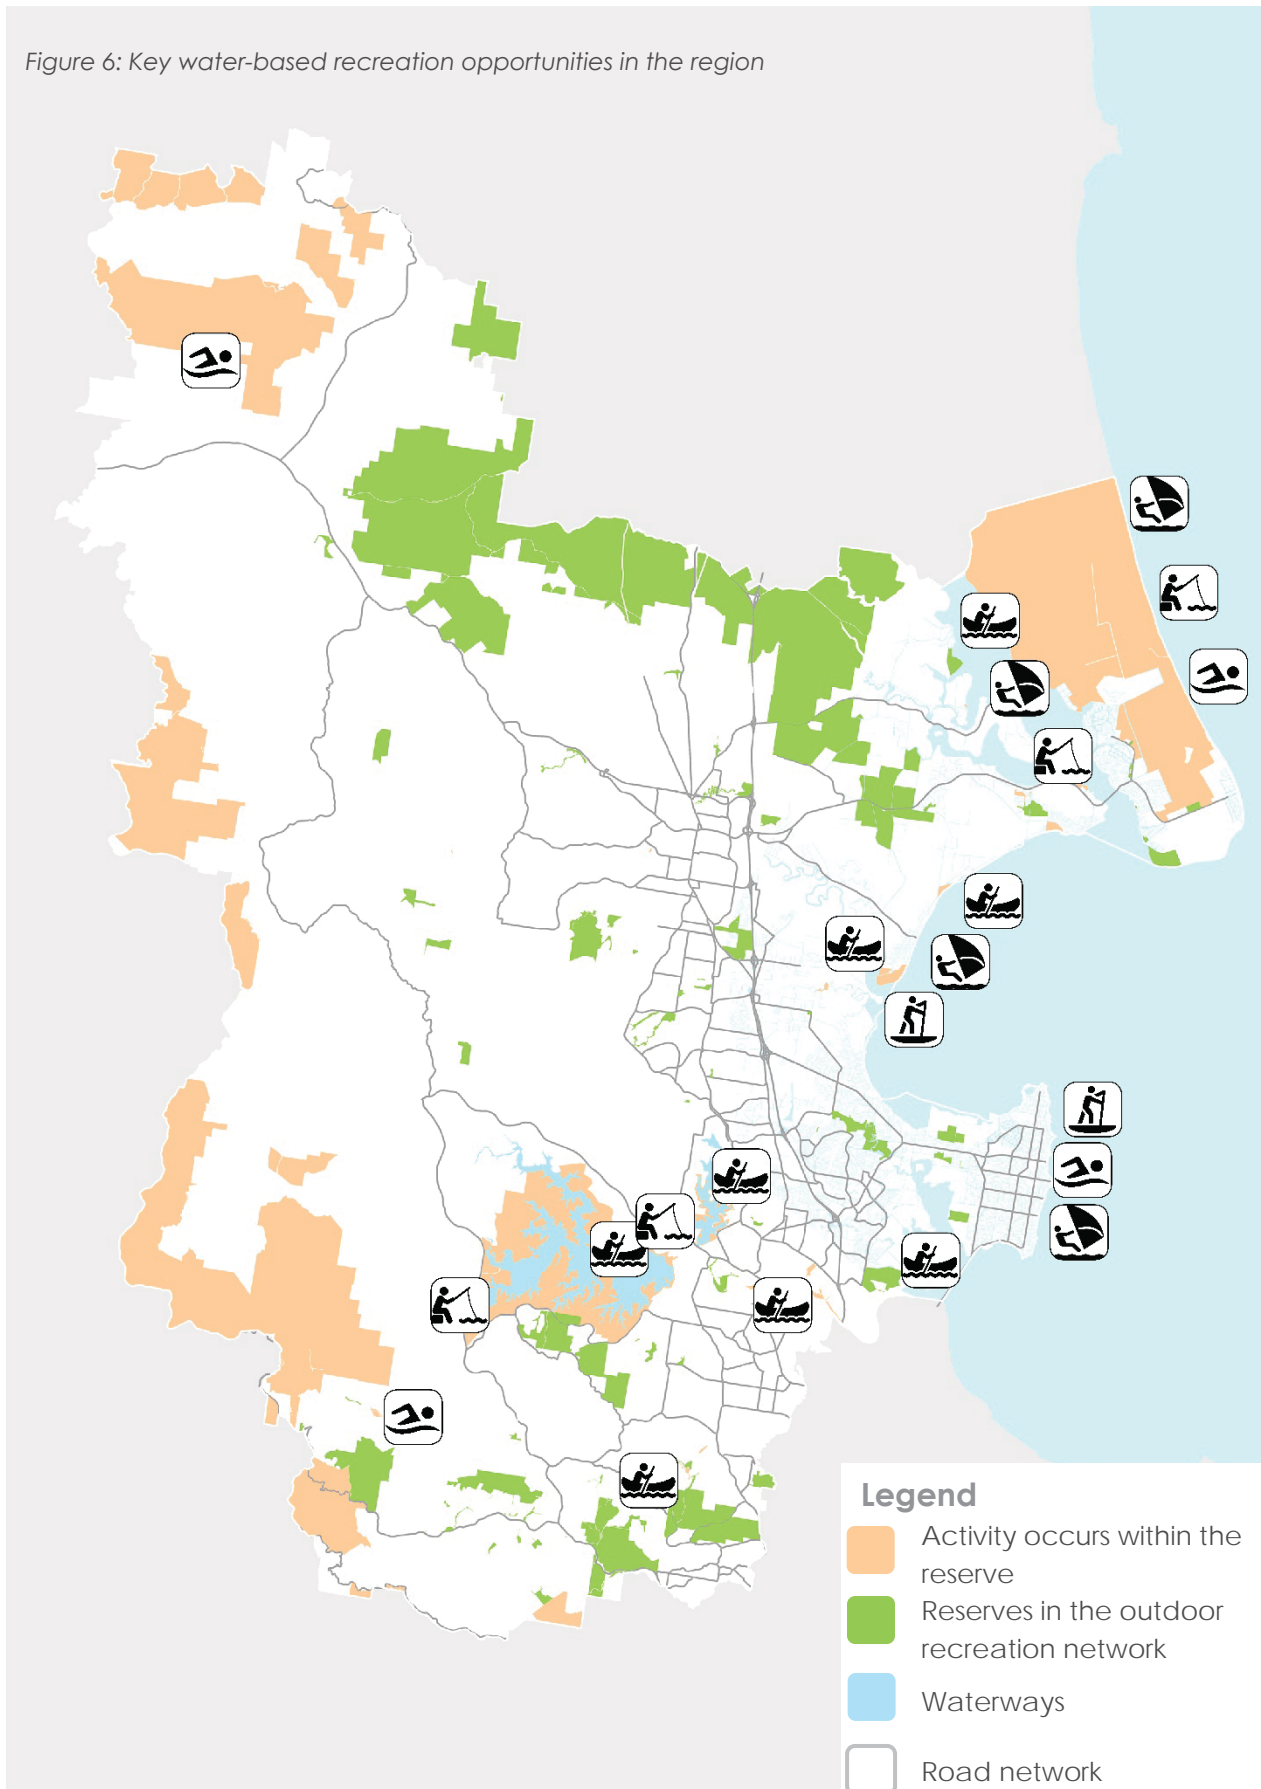 Figure 6: Key water-based recreation opportunities in the region
Legend
Activity occurs within the
reserve
Reserves in the outdoor
recreation network
Waterways
Road network